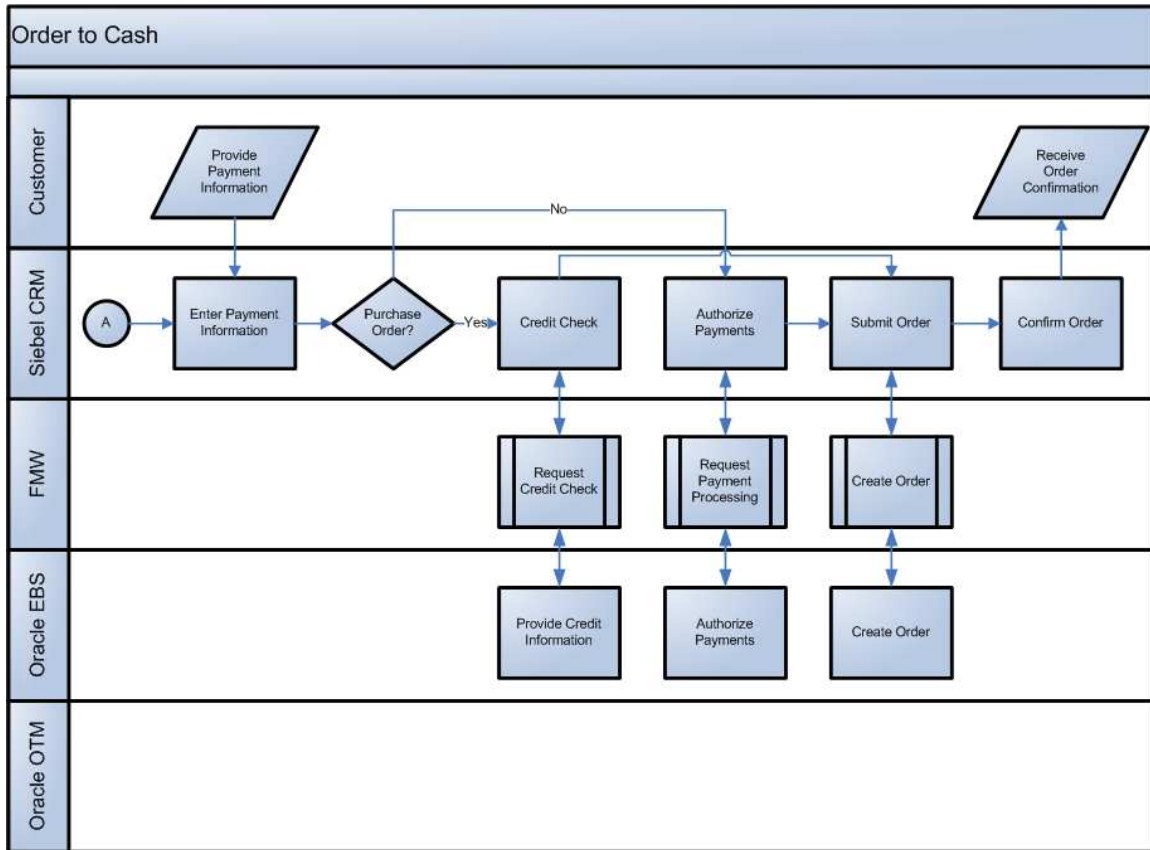 Order to Cash
Customer
Provide
Payment
Information
No
Receive
Order
Confirmation
Siebel CRM
A
Enter Payment
Information
Purchase
Order?
Yes
Credit Check
Authorize
Payments
Submit Order
Confirm Order
FMW
Request
Credit Check
Request
Payment
Processing
Create Order
Oracle EBS
Provide Credit
Information
Authorize
Payments
Create Order
Oracle OTM